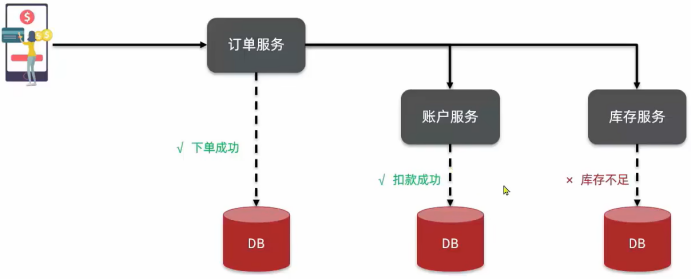 $
订单服务
账户服务
库存服务
√ 下单成功
√ 扣款成功
× 库存不足
DB
DB
DB